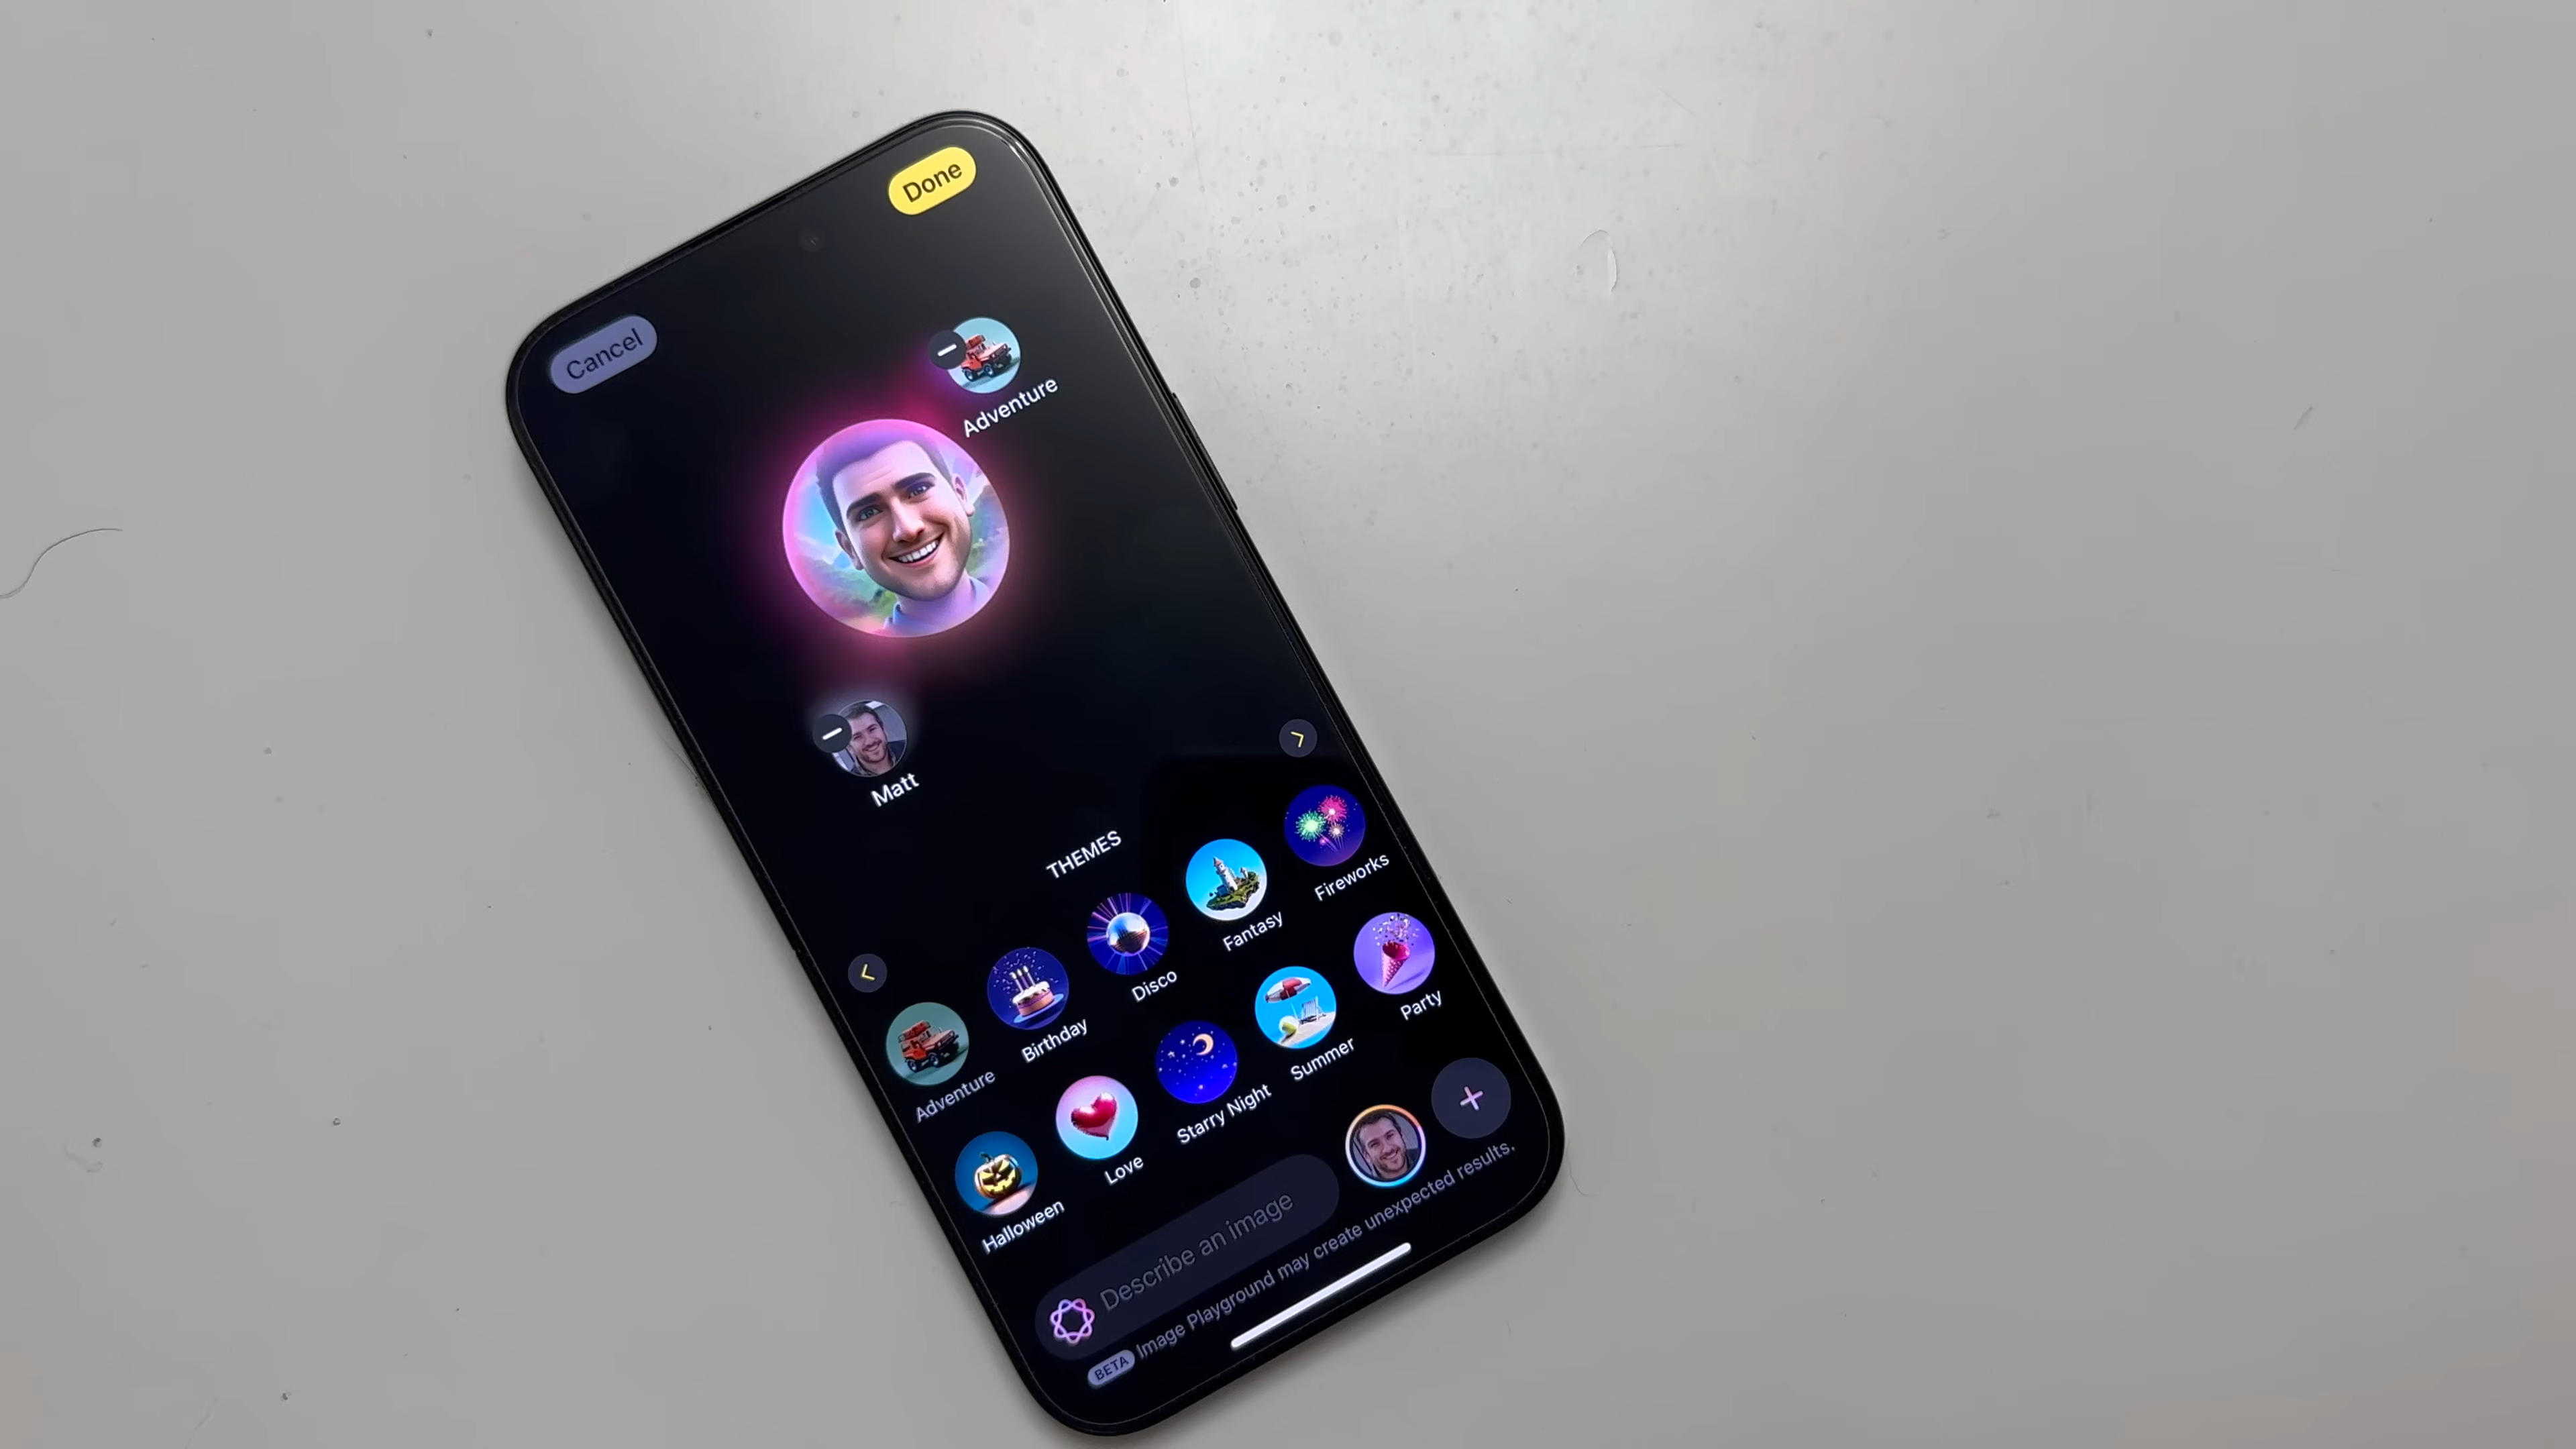 Done
Cancel
Adventure
Matt
THEMES
Adventure
Birthday
Disco
Fantasy
Fireworks
Halloween
Love
Starry Night
Summer
Party
Describe an image
BETA Image Playground may create unexpected results.